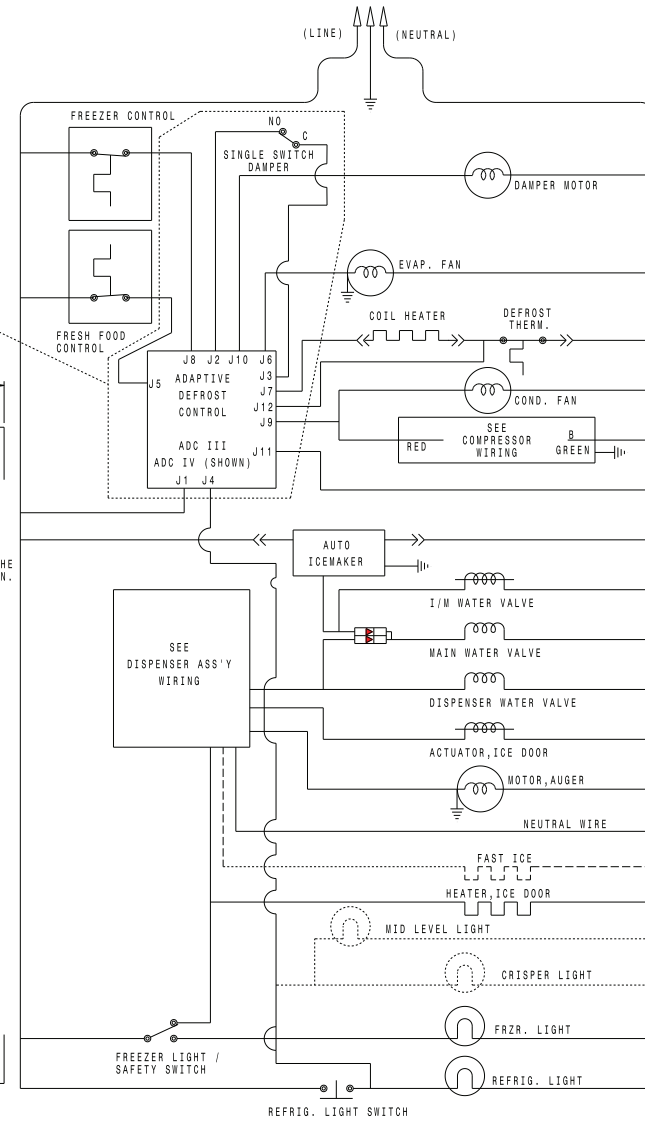 (LINE)
(NEUTRAL)
FREEZER CONTROL
NO
C
SINGLE SWITCH
DAMPER
DAMPER MOTOR
EVAP. FAN
COIL HEATER
DEFROST
THERM.
FRESH FOOD
CONTROL
J8 J2 J10 J6
J5
J3
J7
J12
J9
J11
ADAPTIVE
DEFROST
CONTROL
ADC III
ADC IV (SHOWN)
J1 J4
COND. FAN
RED
SEE
COMPRESSOR
WIRING
B
GREEN
HE
N.
AUTO
ICEMAKER
I/M WATER VALVE
MAIN WATER VALVE
SEE
DISPENSER ASS'Y
WIRING
DISPENSER WATER VALVE
ACTUATOR,ICE DOOR
MOTOR,AUGER
NEUTRAL WIRE
FAST ICE
HEATER,ICE DOOR
MID LEVEL LIGHT
CRISPER LIGHT
FRZR. LIGHT
FREEZER LIGHT /
SAFETY SWITCH
REFRIG. LIGHT
REFRIG. LIGHT SWITCH